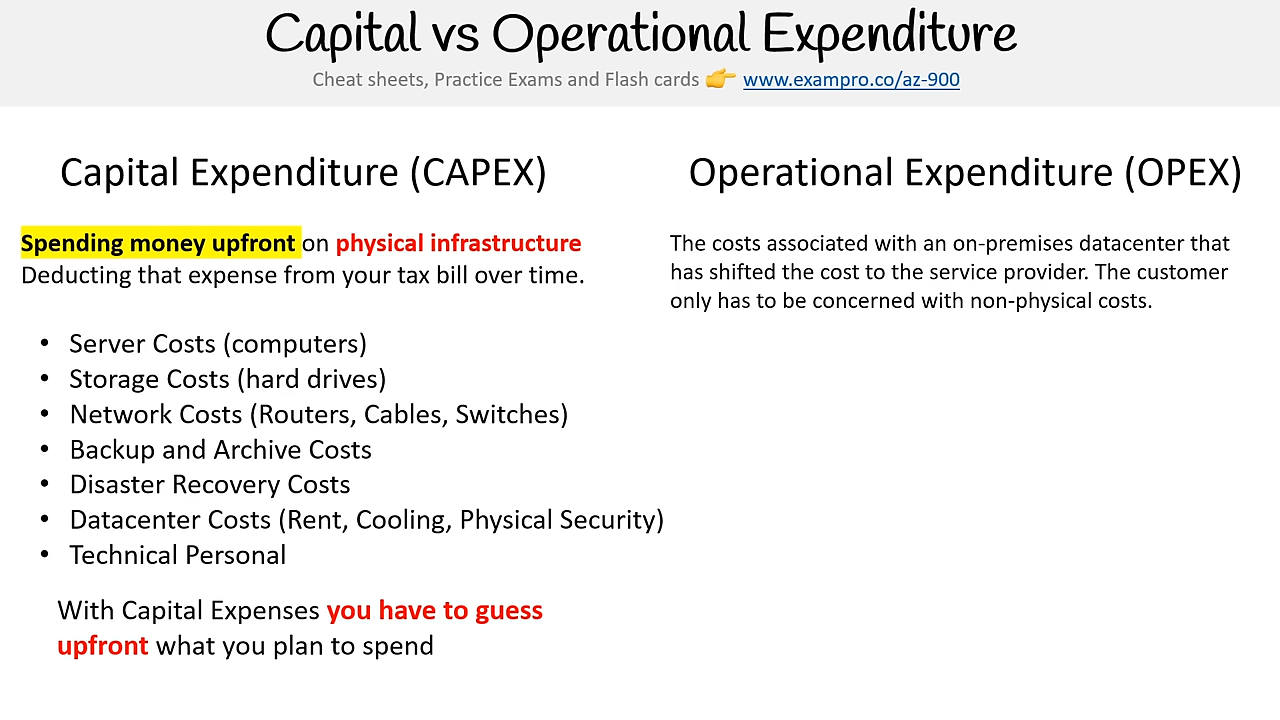 Capital vs Operational Expenditure
Cheat sheets, Practice Exams and Flash cards 👉 www.exampro.co/az-900
Capital Expenditure (CAPEX)
Spending money upfront on physical infrastructure
Deducting that expense from your tax bill over time.
• Server Costs (computers)
• Storage Costs (hard drives)
• Network Costs (Routers, Cables, Switches)
• Backup and Archive Costs
• Disaster Recovery Costs
• Datacenter Costs (Rent, Cooling, Physical Security)
• Technical Personal
With Capital Expenses you have to guess
upfront what you plan to spend
Operational Expenditure (OPEX)
The costs associated with an on-premises datacenter that
has shifted the cost to the service provider. The customer
only has to be concerned with non-physical costs.